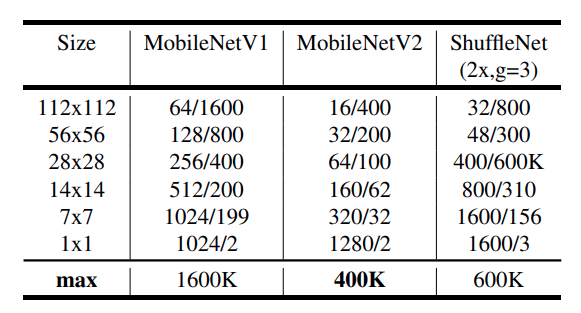 Size MobileNetV1 MobileNetV2 ShuffleNet
(2x,g=3)
112x112 64/1600 16/400 32/800
56x56 128/800 32/200 48/300
28x28 256/400 64/100 400/600K
14x14 512/200 160/62 800/310
7x7 1024/199 320/32 1600/156
1x1 1024/2 1280/2 1600/3
max 1600K 400K 600K